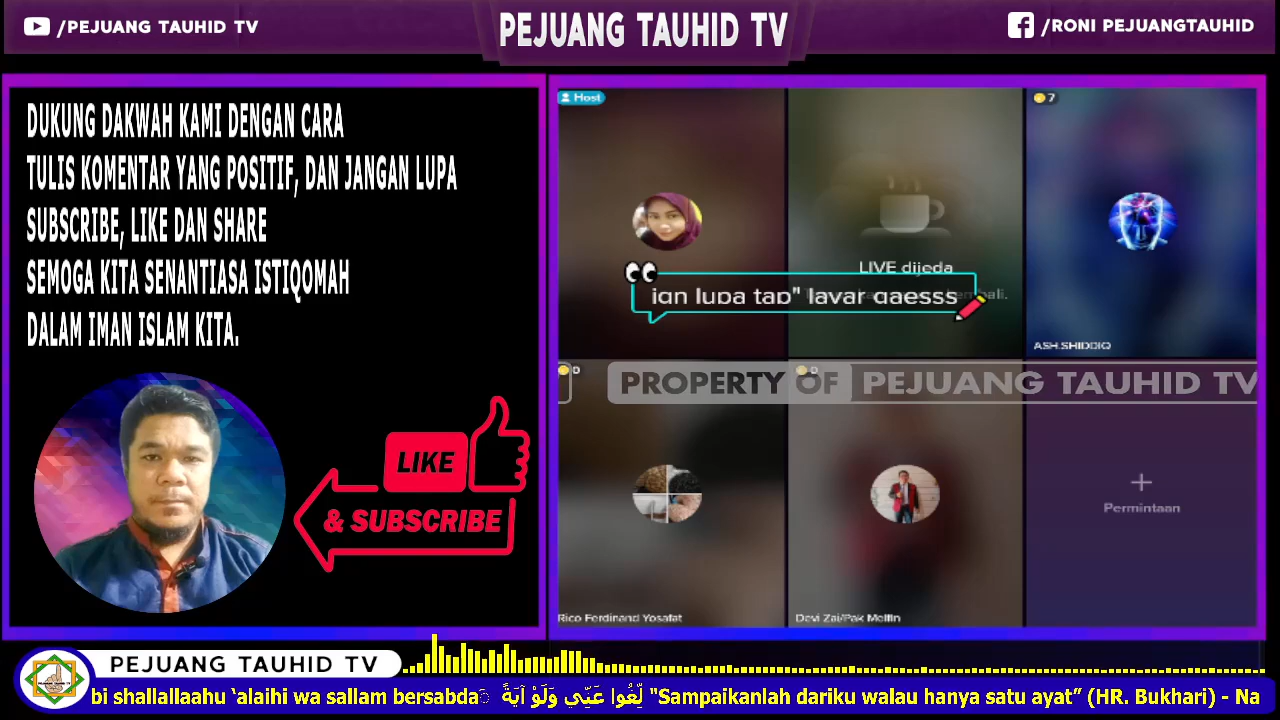 /PEJUANG TAUHID TV
PEJUANG TAUHID TV
/RONI PEJUANGTAUHID
DUKUNG DAKWAH KAMI DENGAN CARA
TULIS KOMENTAR YANG POSITIF, DAN JANGAN LUPA
SUBSCRIBE, LIKE DAN SHARE
SEMOGA KITA SENANTIASA ISTIQOMAH
DALAM IMAN ISLAM KITA.
LIKE
& SUBSCRIBE
Host
7
LIVE dijeda
ign lupa tap" layar gaesss
ASH.SHIDDIQ
0
0
PROPERTY OF PEJUANG TAUHID TV
Permintaan
Rico Ferdinand Yosafat
Devi Zai/Pak Melfin
PEJUANG TAUHID TV
bi shallallaahu ‘alaihi wa sallam bersabda لِّغُوا عَنِّي وَلَوْ آيَةً "Sampaikanlah dariku walau hanya satu ayat” (HR. Bukhari) - Na